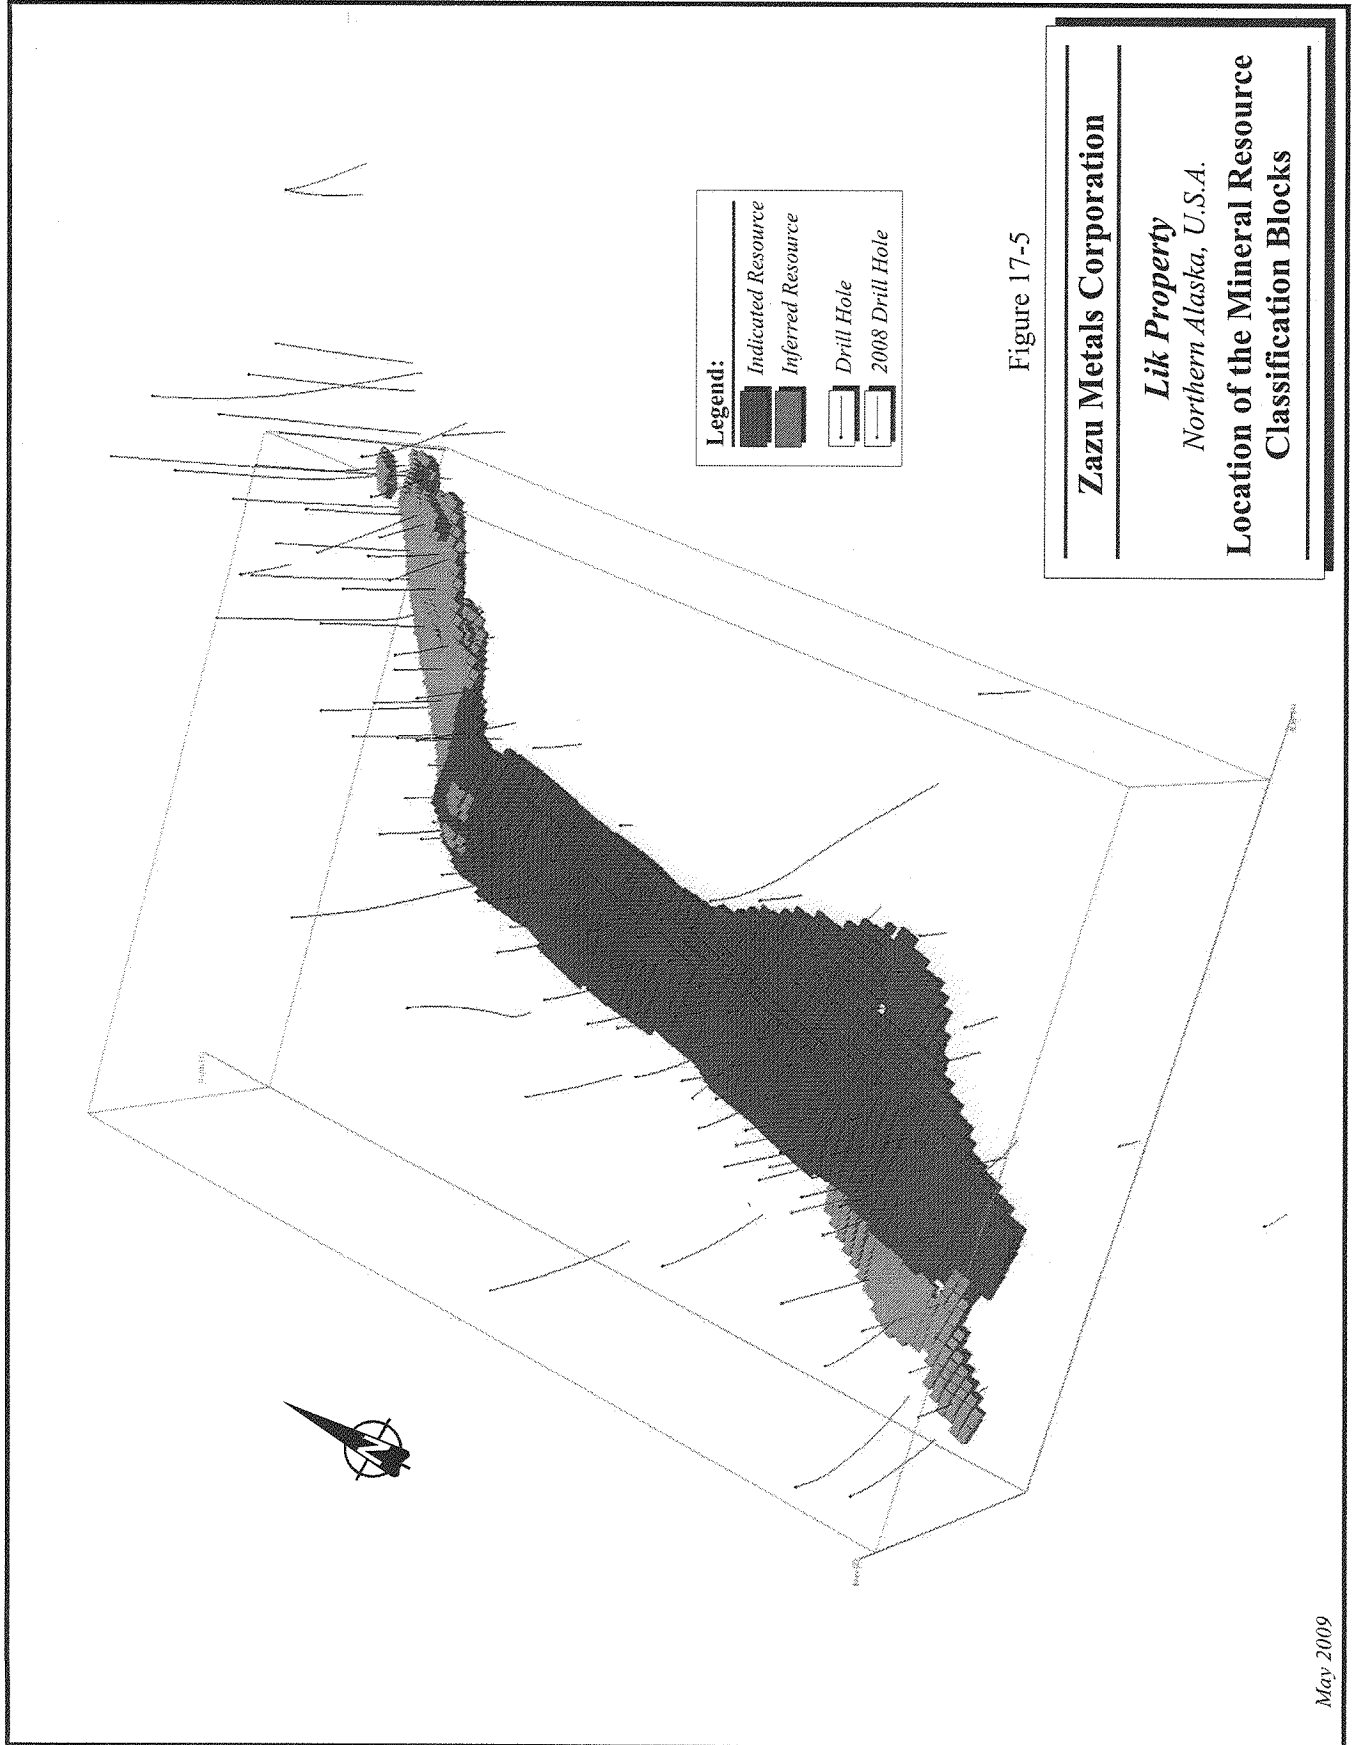 Legend:
Indicated Resource
Inferred Resource
Drill Hole
2008 Drill Hole
Figure 17-5
Zazu Metals Corporation
Lik Property
Northern Alaska, U.S.A.
Location of the Mineral Resource
Classification Blocks
N
May 2009